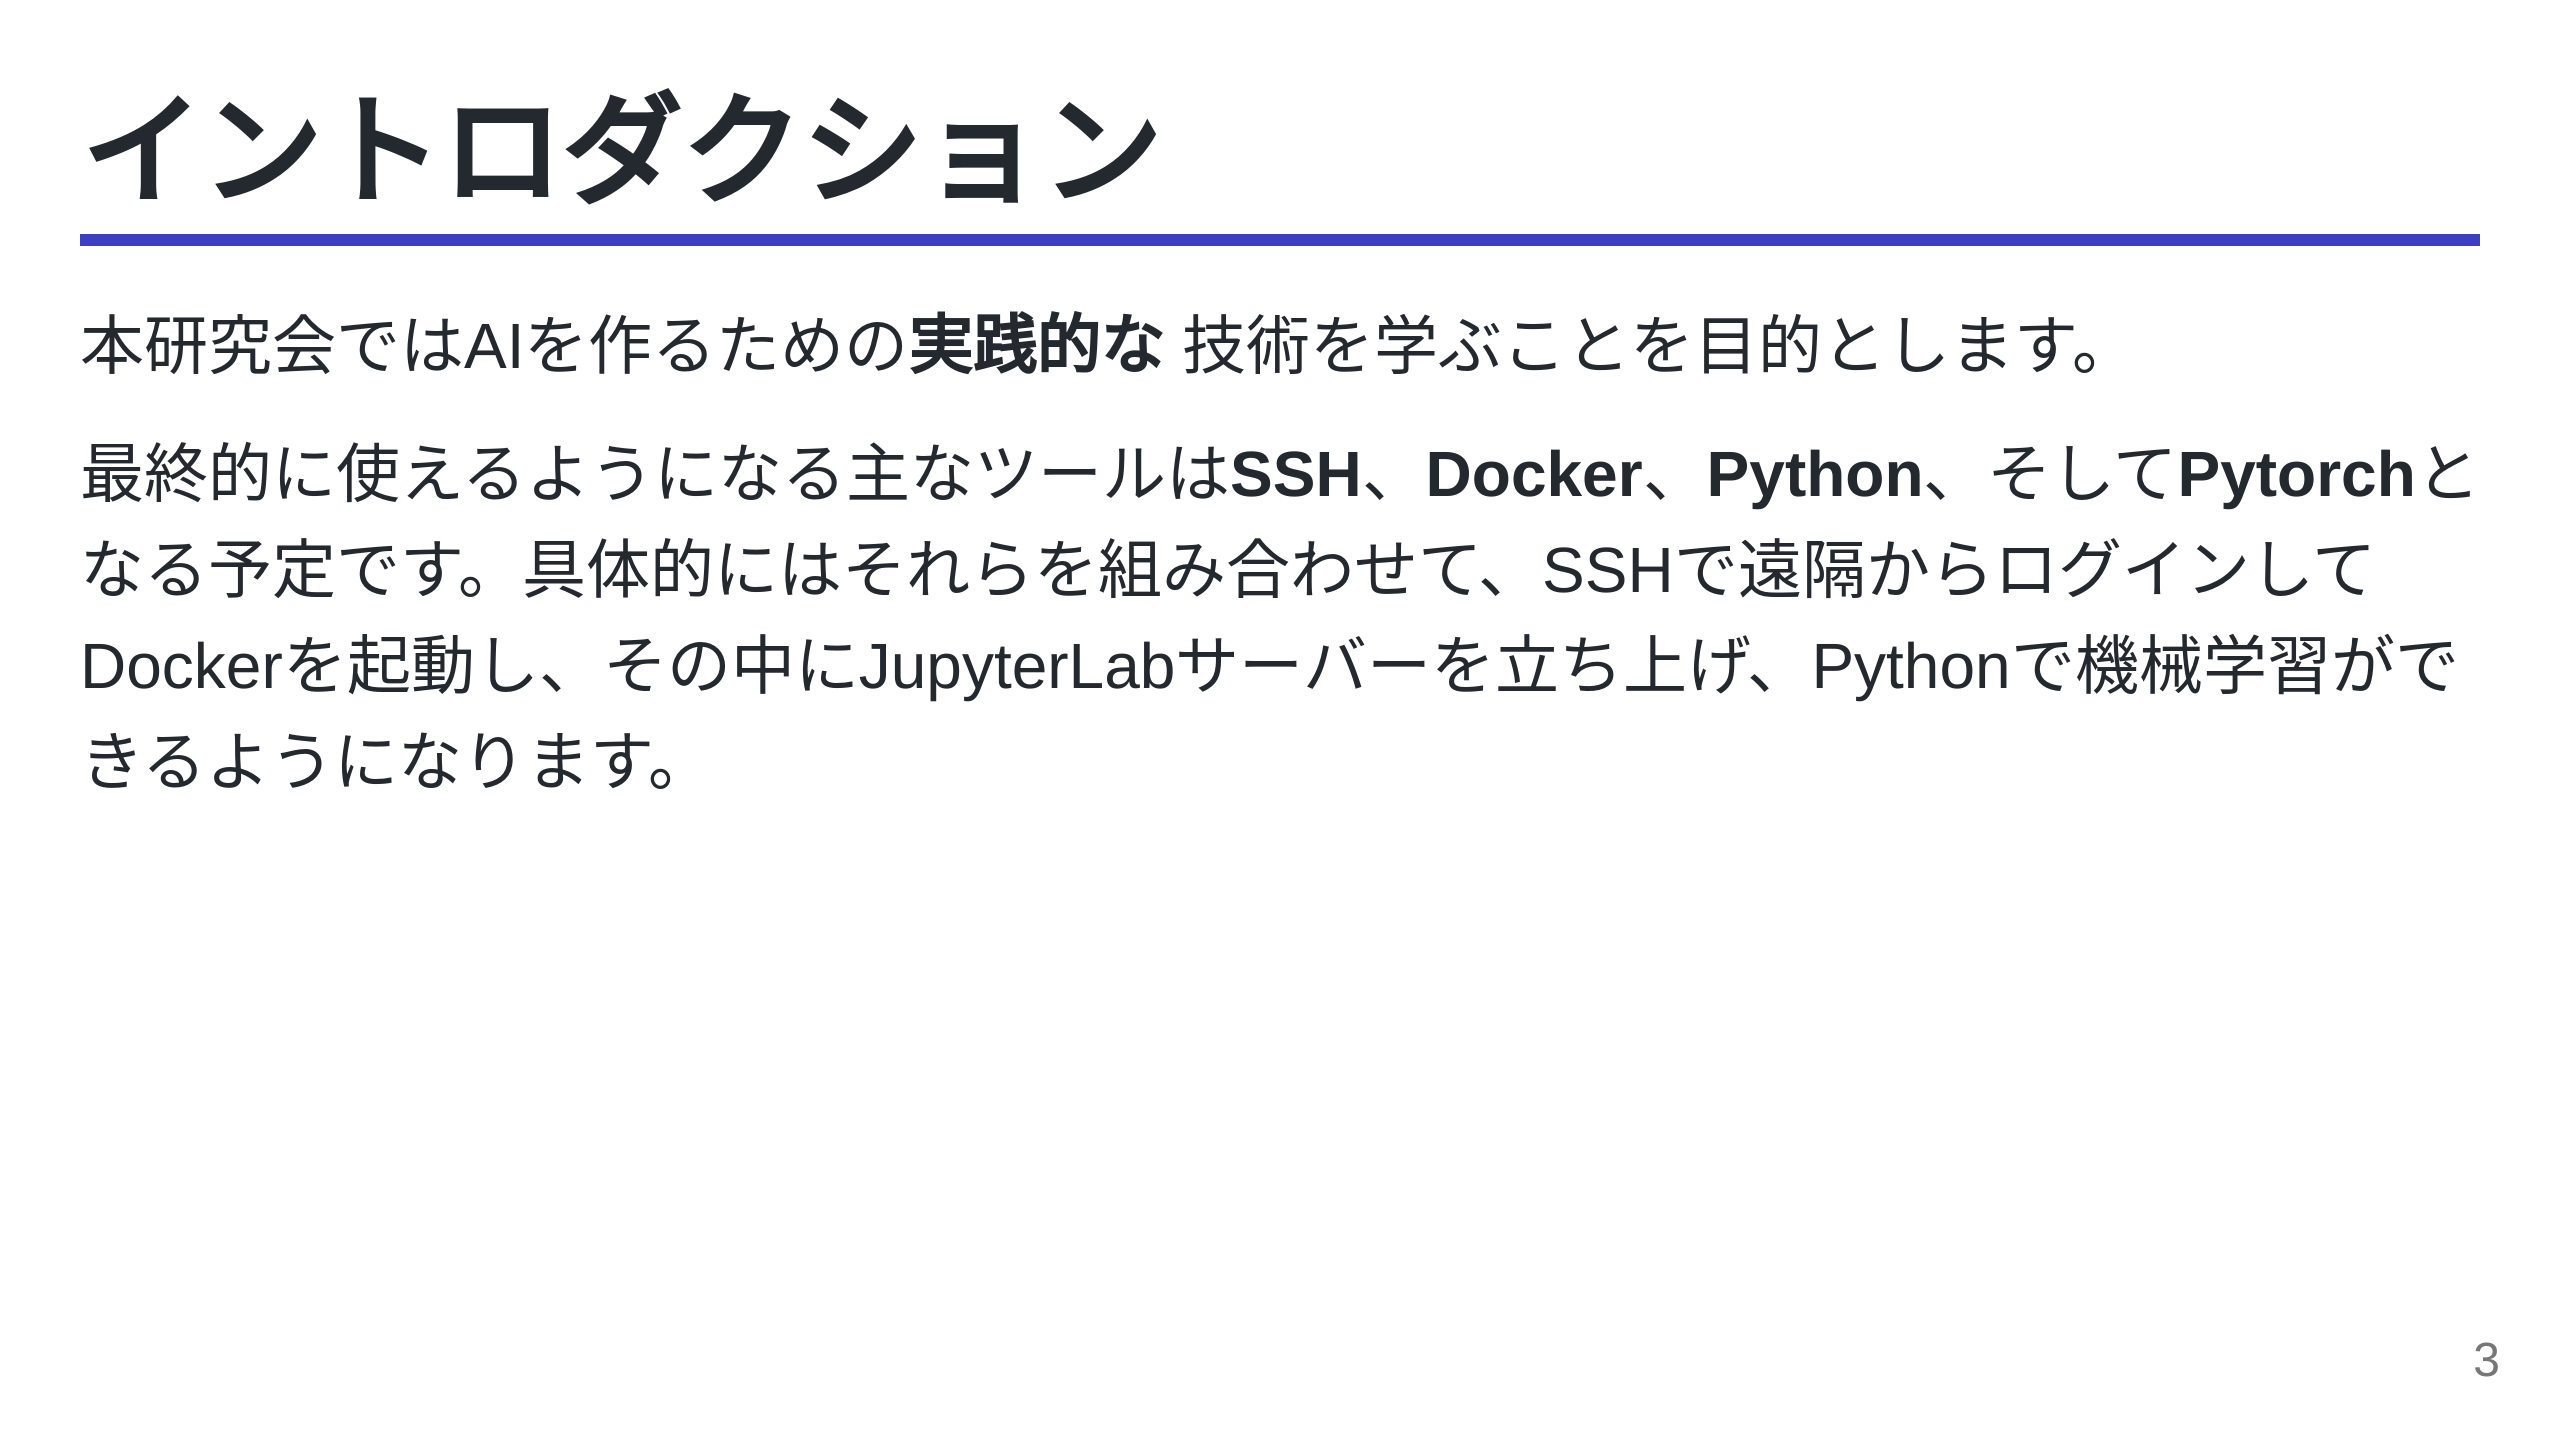 イントロダクション
本研究会ではAIを作るための実践的な 技術を学ぶことを目的とします。
最終的に使えるようになる主なツールはSSH、Docker、Python、そしてPytorchと
なる予定です。具体的にはそれらを組み合わせて、SSHで遠隔からログインして
Dockerを起動し、その中にJupyterLabサーバーを立ち上げ、Pythonで機械学習がで
きるようになります。
3